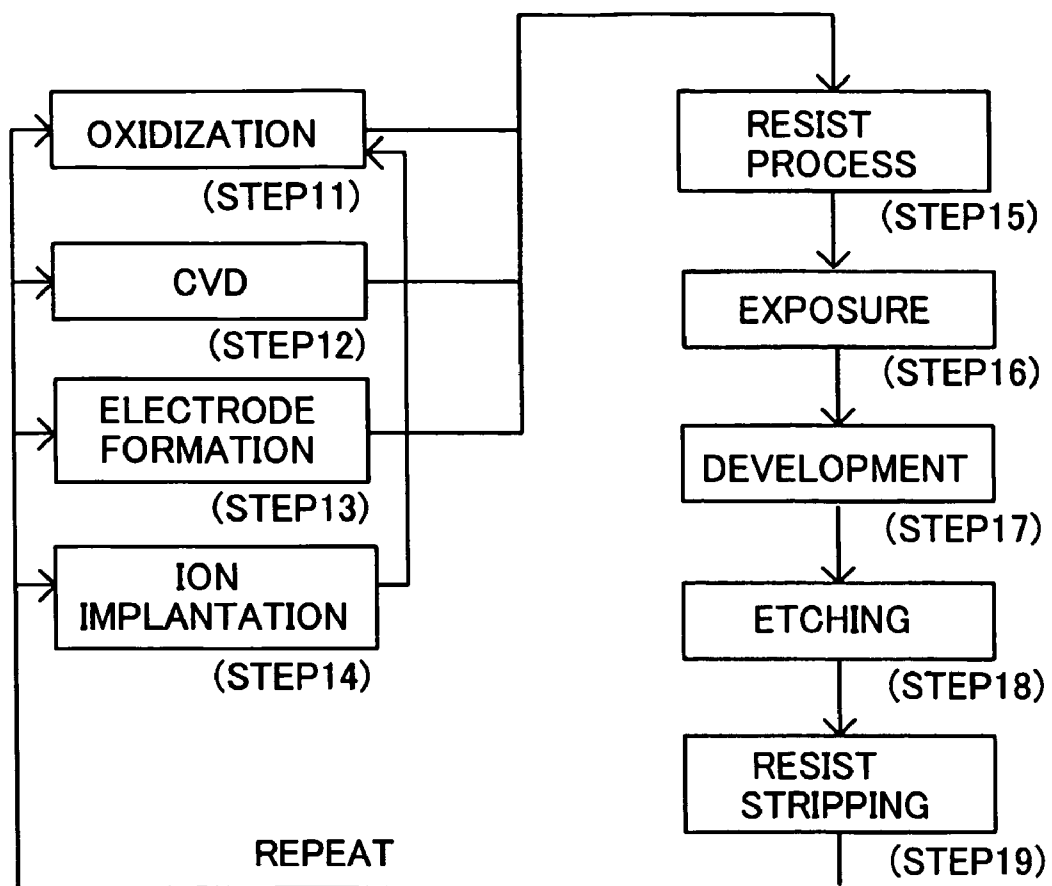 OXIDIZATION
(STEP11)
CVD
(STEP12)
ELECTRODE
FORMATION
(STEP13)
ION
IMPLANTATION
(STEP14)
REPEAT
RESIST
PROCESS
(STEP15)
EXPOSURE
(STEP16)
DEVELOPMENT
(STEP17)
ETCHING
(STEP18)
RESIST
STRIPPING
(STEP19)